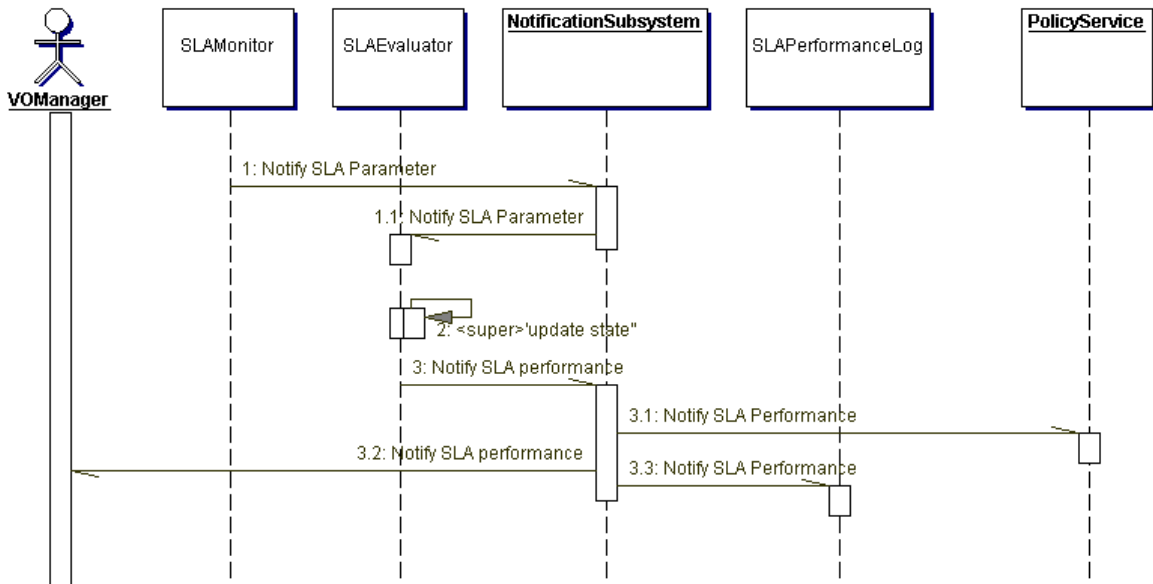 NotificationSubsystem
PolicyService
SLAMonitor
SLAEvaluator
SLAPerformanceLog
VOManager
1: Notify SLA Parameter
1.1: Notify SLA Parameter
2: <super>'update state"
3: Notify SLA performance
3.1: Notify SLA Performance
3.2: Notify SLA performance
3.3: Notify SLA Performance